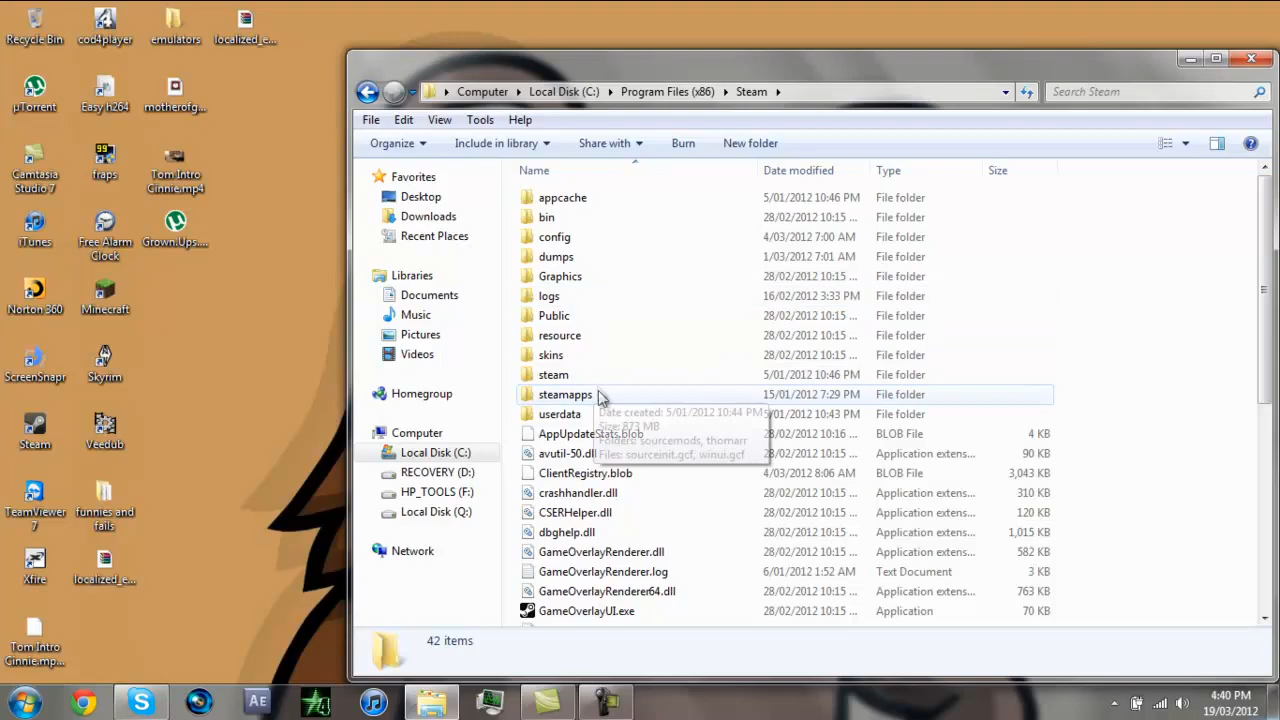 Recycle Bin
cod4player
emulators
localized_e...
µTorrent
Easy h264
motherofg...
Camtasia
Studio 7
fraps
Tom Intro
Cinnie.mp4
iTunes
Free Alarm
Clock
Grown.Ups....
Norton 360
Minecraft
ScreenSnapr
Skyrim
Steam
Veedub
TeamViewer
7
funnies and
fails
Xfire
localized_e...
Tom Intro
Cinnie.mp...
Computer
Local Disk (C:)
Program Files (x86)
Steam
Search Steam
File
Edit
View
Tools
Help
Organize
Include in library
Share with
Burn
New folder
Favorites
Desktop
Downloads
Recent Places
Libraries
Documents
Music
Pictures
Videos
Homegroup
Computer
Local Disk (C:)
RECOVERY (D:)
HP_TOOLS (F:)
Local Disk (Q:)
Network
Name Date modified Type Size
appcache 5/01/2012 10:46 PM File folder
bin 28/02/2012 10:15 ... File folder
config 4/03/2012 7:00 AM File folder
dumps 1/03/2012 7:01 AM File folder
Graphics 28/02/2012 10:15 ... File folder
logs 16/02/2012 3:33 PM File folder
Public 28/02/2012 10:15 ... File folder
resource 28/02/2012 10:15 ... File folder
skins 28/02/2012 10:15 ... File folder
steam 5/01/2012 10:46 PM File folder
steamapps 15/01/2012 7:29 PM File folder
userdata /01/2012 10:43 PM File folder
Date created: 5/01/2012 10:44 PM
Size: 873 MB
Folders: sourcemods, thomarr
Files: sourceinit.gcf, winui.gcf
AppUpdateStats.blob 28/02/2012 10:16 ... BLOB File 4 KB
avutil-50.dll 28/02/2012 10:15 ... Application extens... 90 KB
ClientRegistry.blob 4/03/2012 8:06 AM BLOB File 3,043 KB
crashhandler.dll 28/02/2012 10:15 ... Application extens... 310 KB
CSERHelper.dll 28/02/2012 10:15 ... Application extens... 120 KB
dbghelp.dll 28/02/2012 10:15 ... Application extens... 1,015 KB
GameOverlayRenderer.dll 28/02/2012 10:15 ... Application extens... 582 KB
GameOverlayRenderer.log 6/01/2012 1:52 AM Text Document 3 KB
GameOverlayRenderer64.dll 28/02/2012 10:15 ... Application extens... 763 KB
GameOverlayUI.exe 28/02/2012 10:15 ... Application 70 KB
42 items
4:40 PM
19/03/2012